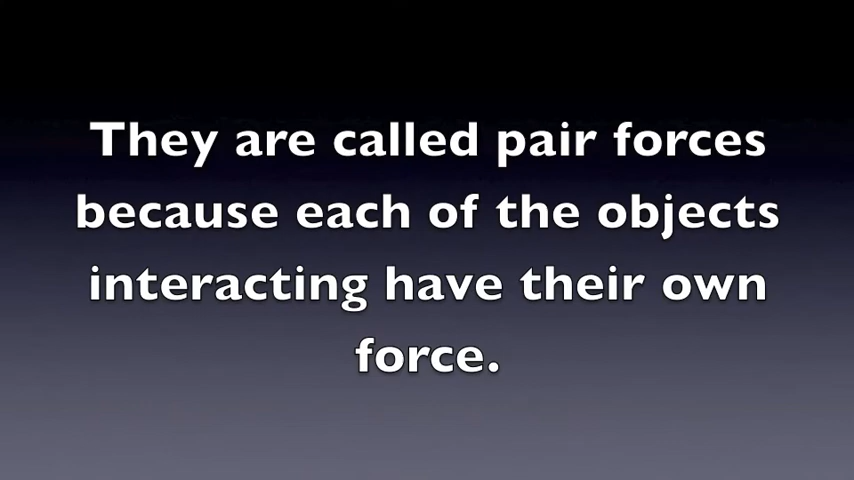 They are called pair forces
because each of the objects
interacting have their own
force.